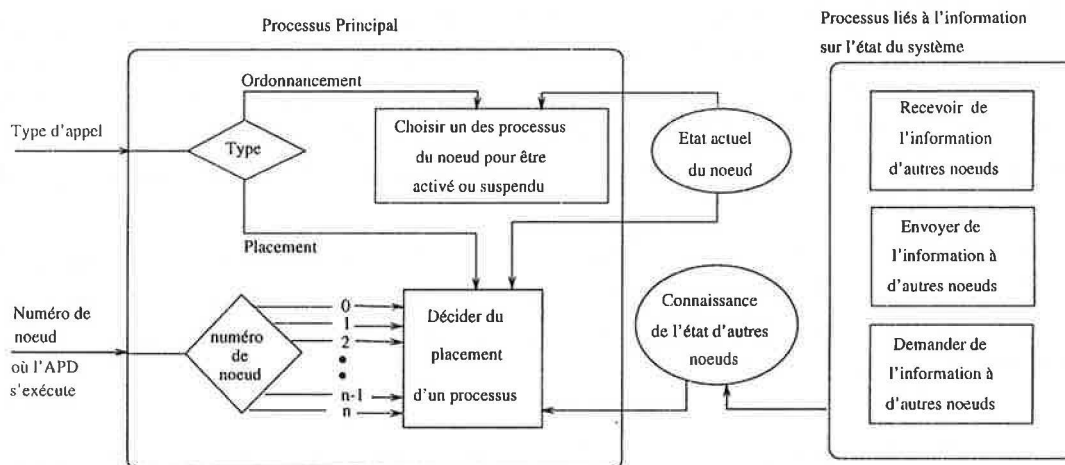 Processus Principal
Processus liés à l'information
sur l'état du système
Ordonnancement
Type d'appel
Type
Choisir un des processus
du noeud pour être
activé ou suspendu
Etat actuel
du noeud
Recevoir de
l'information
d'autres noeuds
Placement
Envoyer de
l'information à
d'autres noeuds
Numéro de
noeud
où l'APD
s'exécute
numéro
de
noeud
0
1
2
n-1
n
Décider du
placement
d'un processus
Connaissance
de l'état d'autres
noeuds
Demander de
l'information à
d'autres noeuds